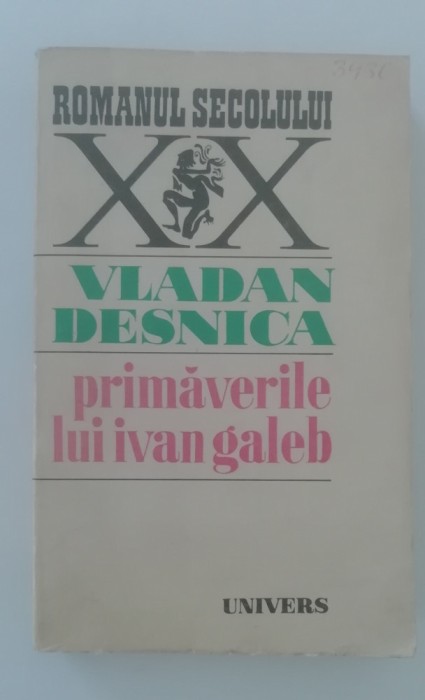 ROMANUL SECOLULUI
XX
VLADAN
DESNICA
primăverile
lui ivan galeb
UNIVERS